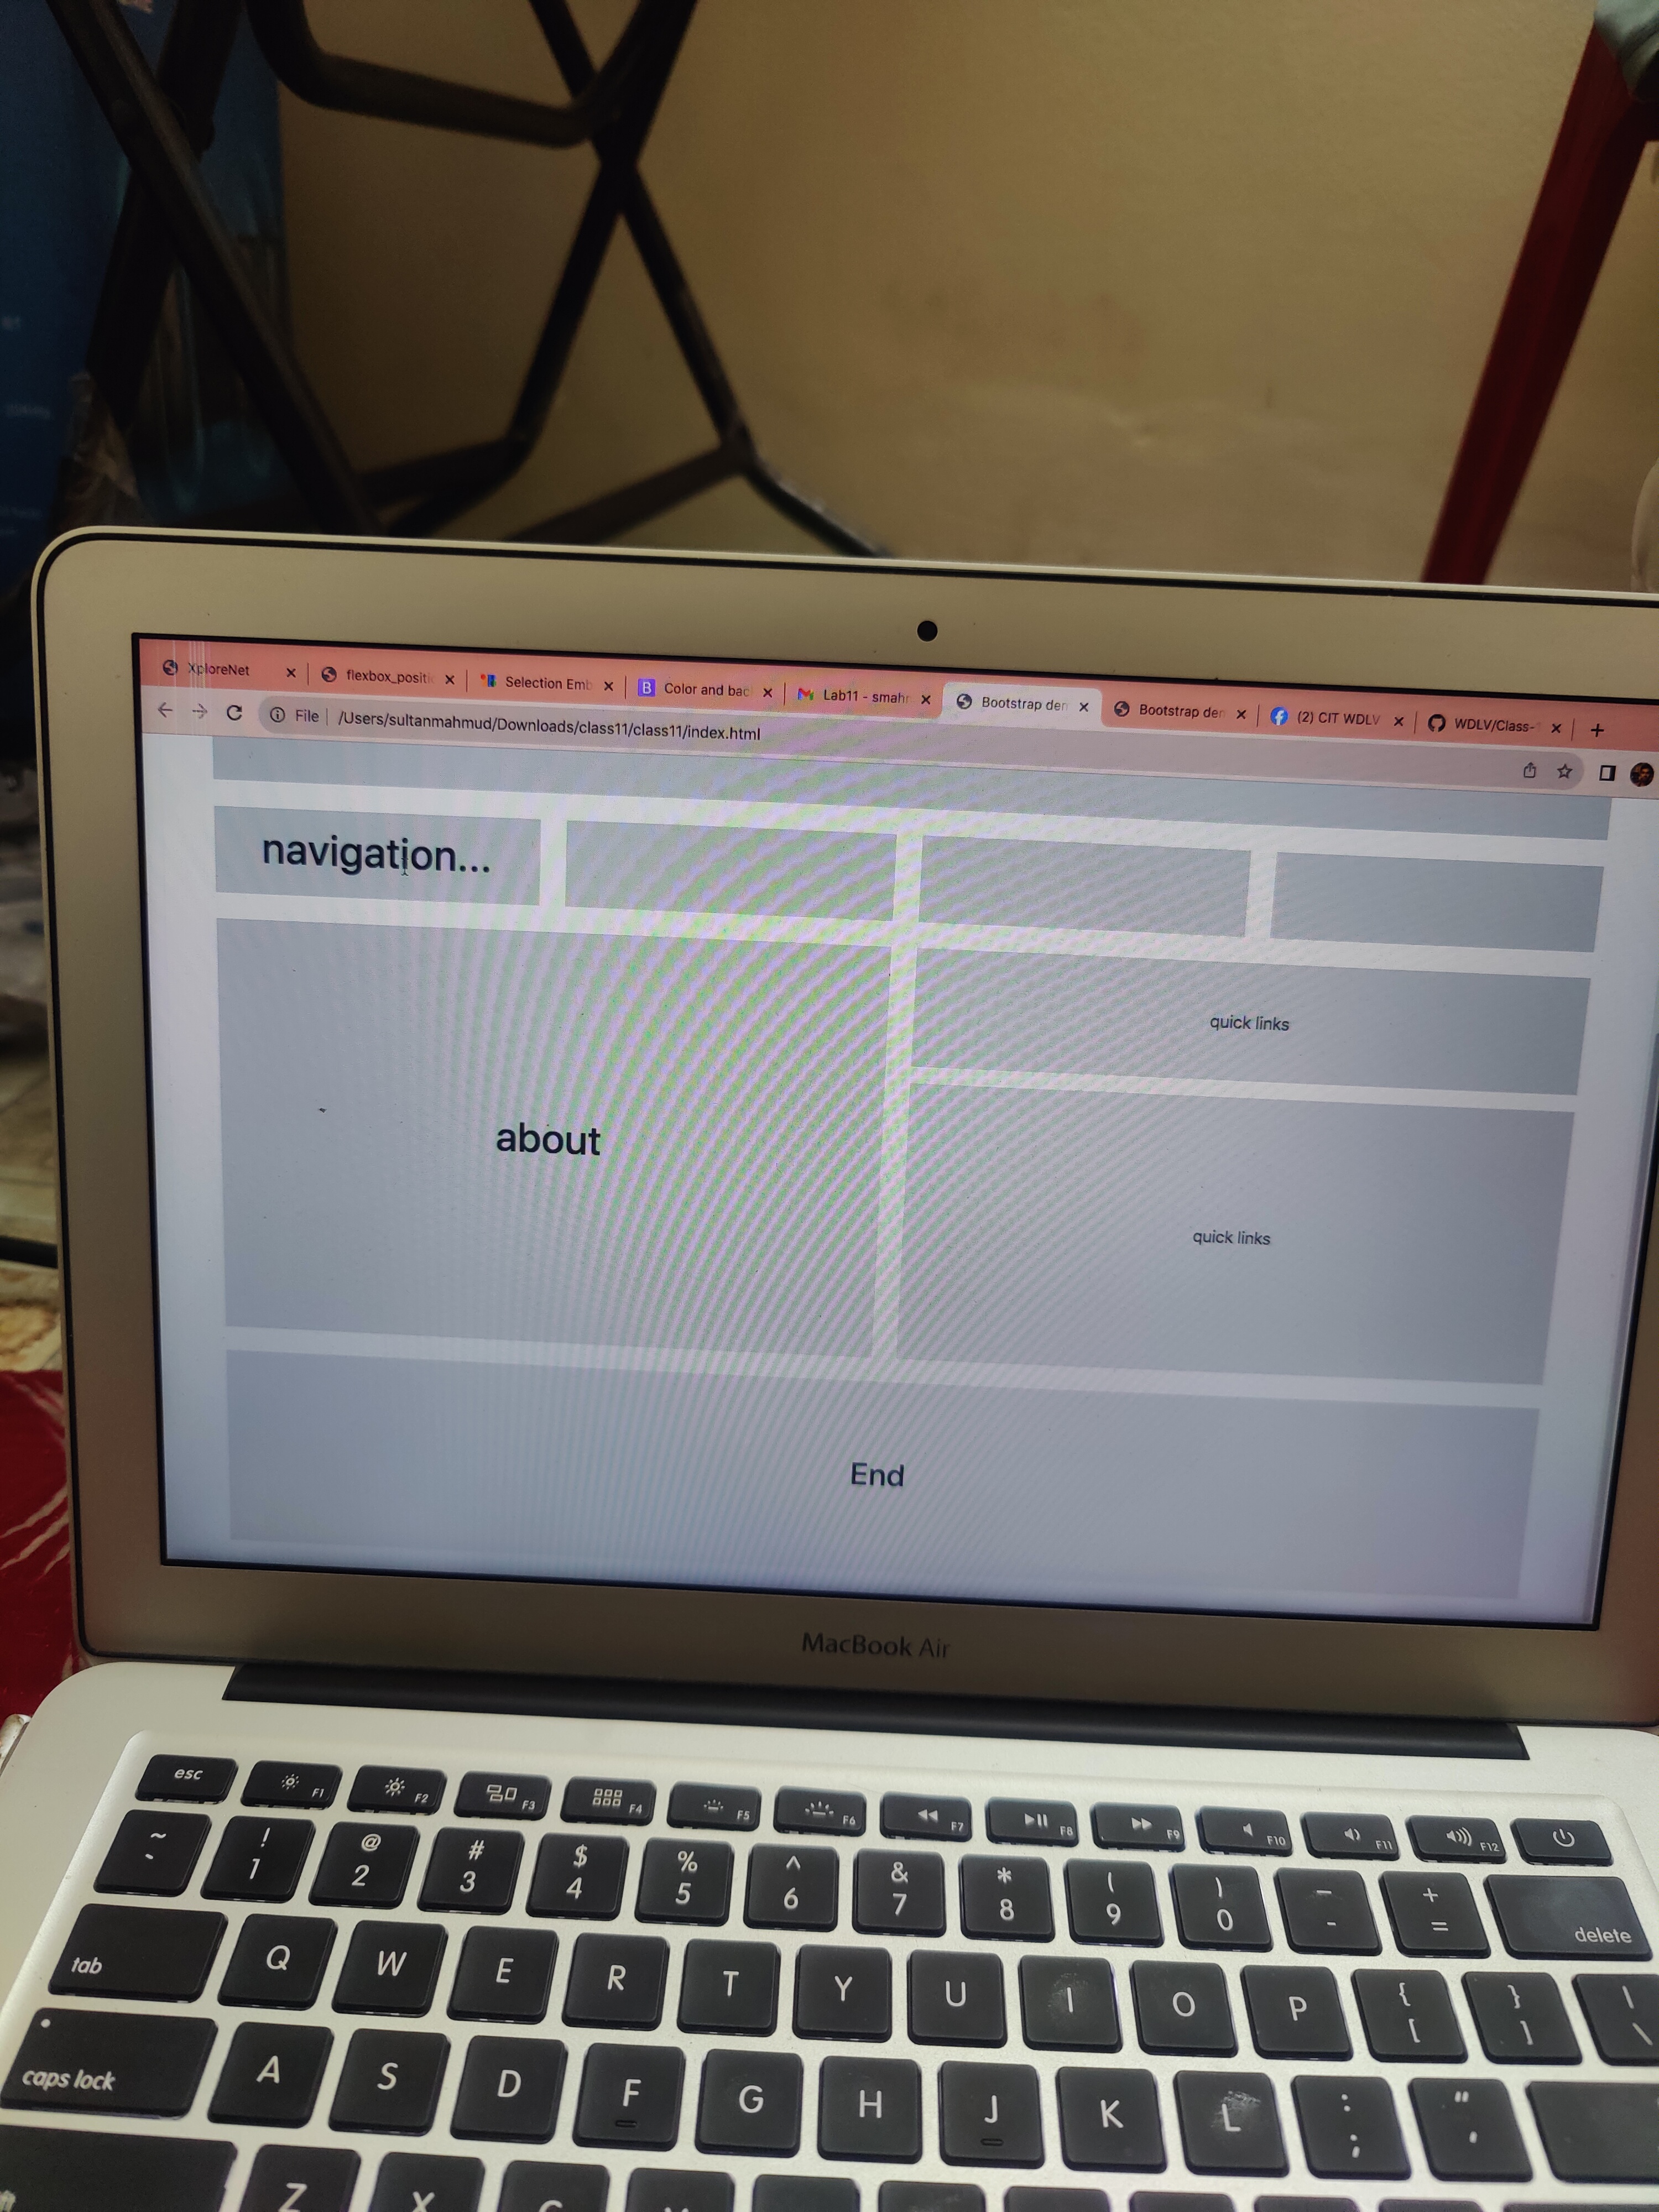 XploreNet
flexbox_positi
Selection Emb
B
Color and bac
Lab11 - smahr
Bootstrap der
Bootstrap der
(2) CIT WDLV
WDLV/Class-
File
/Users/sultanmahmud/Downloads/class11/class11/index.html
navigation...
quick links
about
quick links
End
MacBook Air
esc F1 F2 F3 F4 F5 F6 F7 F8 F9 F10 F11 F12
~ ! @ # $ % ^ & * ( ) – +
` 1 2 3 4 5 6 7 8 9 0 - = delete
tab Q W E R T Y U I O P { [ } ] | \
caps lock A S D F G H J K L : ; " '
Z X C